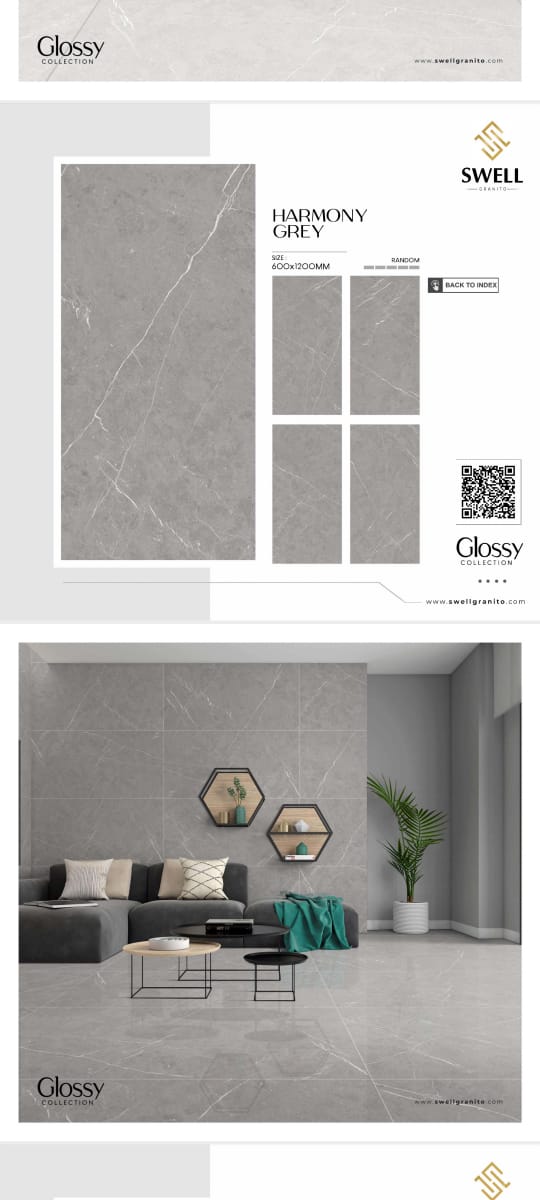 Glossy
COLLECTION
www.swellgranito.com
SWELL
GRANITO
HARMONY
GREY
SIZE:
600x1200MM
RANDOM
BACK TO INDEX
Glossy
COLLECTION
www.swellgranito.com
Glossy
COLLECTION
www.swellgranito.com